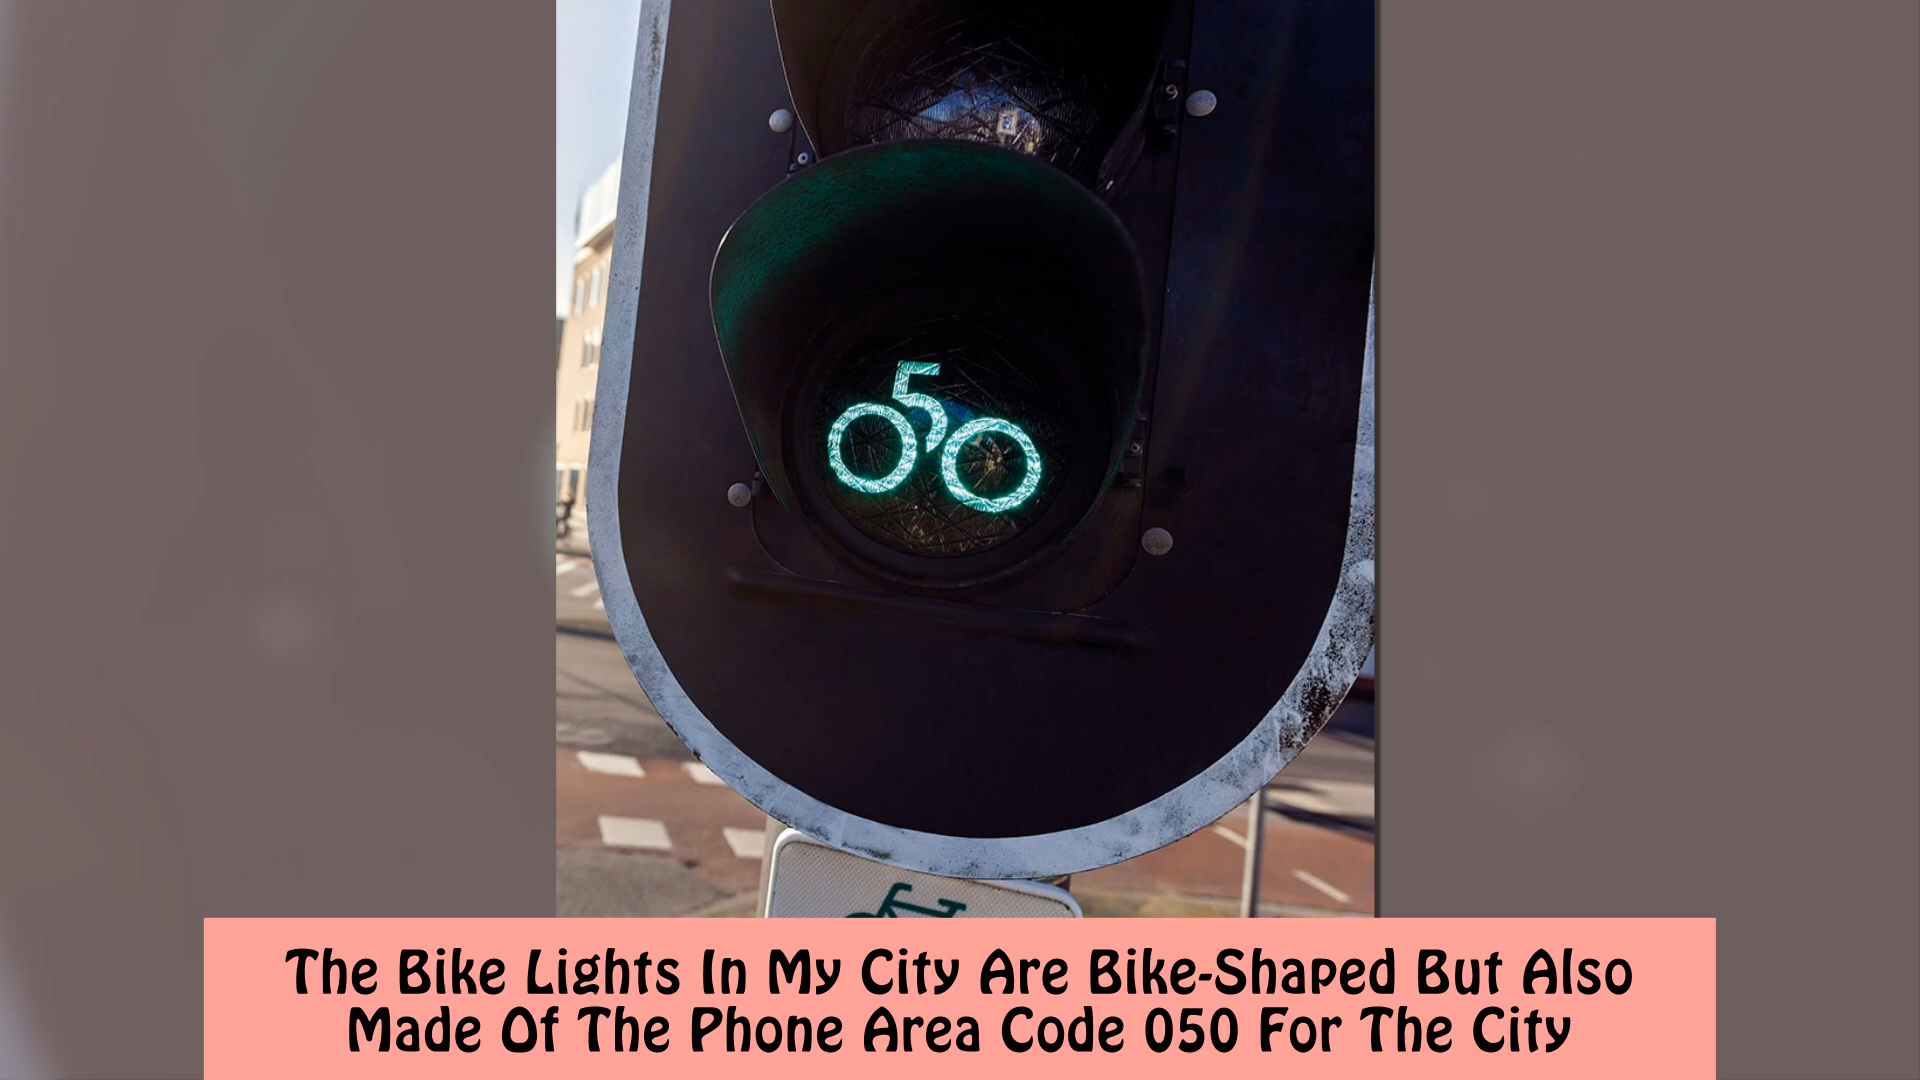 050
The Bike Lights In My City Are Bike-Shaped But Also
Made Of The Phone Area Code 050 For The City